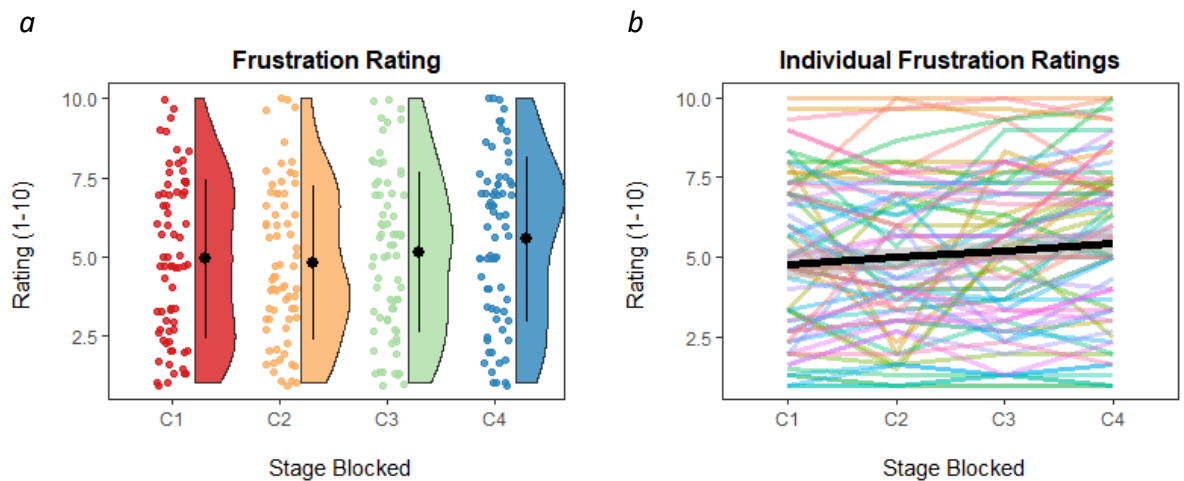 a
b
Frustration Rating
Individual Frustration Ratings
Rating (1-10)
10.0
7.5
5.0
2.5
C1 C2 C3 C4
Stage Blocked
Rating (1-10)
10.0
7.5
5.0
2.5
C1 C2 C3 C4
Stage Blocked